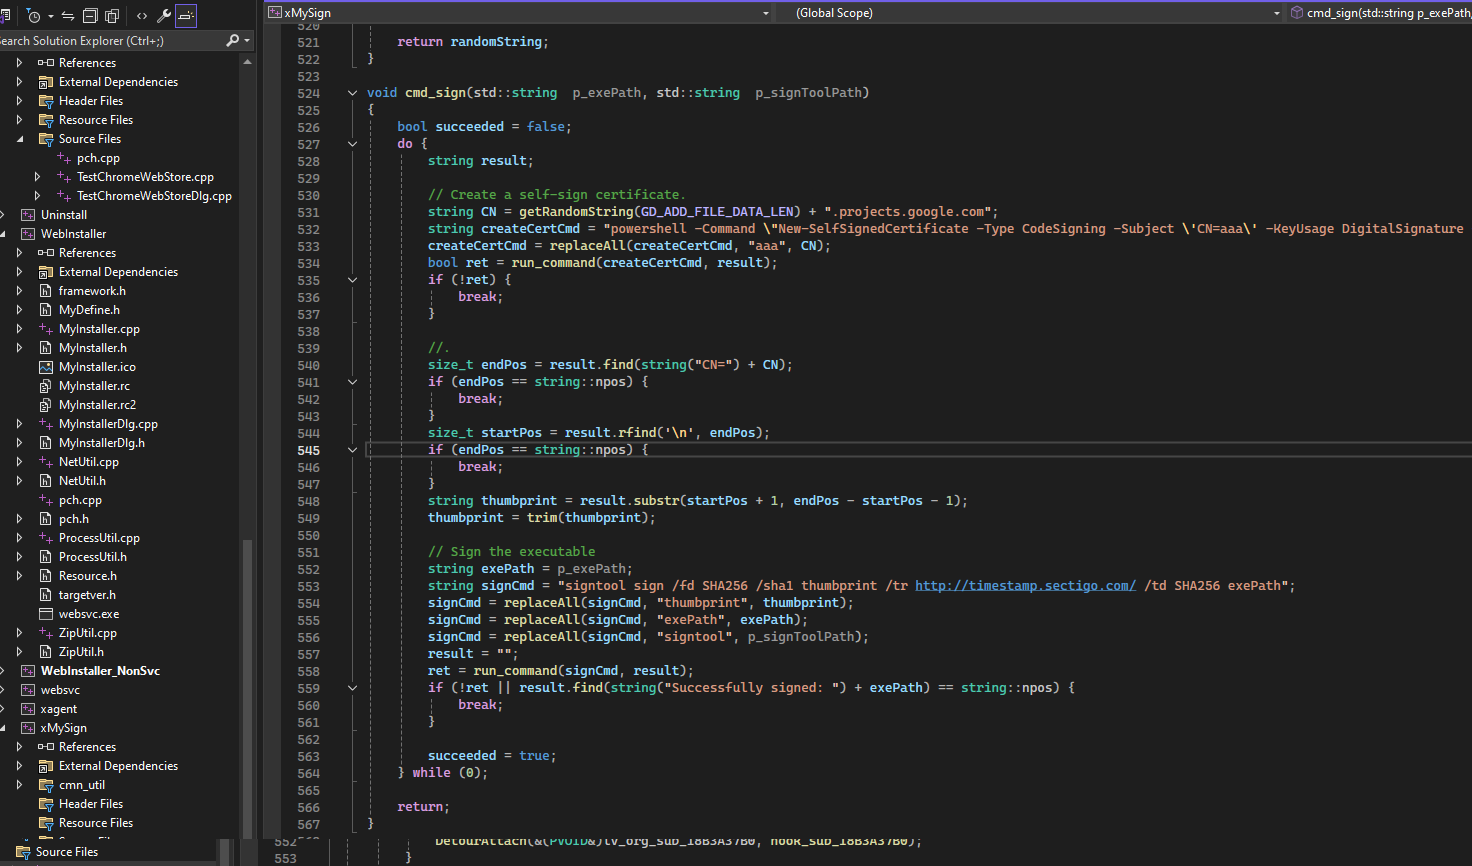 earch Solution Explorer (Ctrl+;)
References
External Dependencies
Header Files
Resource Files
Source Files
pch.cpp
TestChromeWebStore.cpp
TestChromeWebStoreDlg.cpp
Uninstall
WebInstaller
References
External Dependencies
framework.h
MyDefine.h
MyInstaller.cpp
MyInstaller.h
MyInstaller.ico
MyInstaller.rc
MyInstaller.rc2
MyInstallerDlg.cpp
MyInstallerDlg.h
NetUtil.cpp
NetUtil.h
pch.cpp
pch.h
ProcessUtil.cpp
ProcessUtil.h
Resource.h
targetver.h
websvc.exe
ZipUtil.cpp
ZipUtil.h
WebInstaller_NonSvc
websvc
xagent
xMySign
References
External Dependencies
cmn_util
Header Files
Resource Files
Source Files
xMySign (Global Scope) cmd_sign(std::string p_exePath,
520
521 return randomString;
522 }
523
524 void cmd_sign(std::string  p_exePath, std::string  p_signToolPath)
525 {
526 bool succeeded = false;
527 do {
528 string result;
529
530 // Create a self-sign certificate.
531 string CN = getRandomString(GD_ADD_FILE_DATA_LEN) + ".projects.google.com";
532 string createCertCmd = "powershell -Command \"New-SelfSignedCertificate -Type CodeSigning -Subject \'CN=aaa\' -KeyUsage DigitalSignature
533 createCertCmd = replaceAll(createCertCmd, "aaa", CN);
534 bool ret = run_command(createCertCmd, result);
535 if (!ret) {
536 break;
537 }
538
539 //.
540 size_t endPos = result.find(string("CN=") + CN);
541 if (endPos == string::npos) {
542 break;
543 }
544 size_t startPos = result.rfind('\n', endPos);
545 if (endPos == string::npos) {
546 break;
547 }
548 string thumbprint = result.substr(startPos + 1, endPos - startPos - 1);
549 thumbprint = trim(thumbprint);
550
551 // Sign the executable
552 string exePath = p_exePath;
553 string signCmd = "signtool sign /fd SHA256 /sha1 thumbprint /tr http://timestamp.sectigo.com/ /td SHA256 exePath";
554 signCmd = replaceAll(signCmd, "thumbprint", thumbprint);
555 signCmd = replaceAll(signCmd, "exePath", exePath);
556 signCmd = replaceAll(signCmd, "signtool", p_signToolPath);
557 result = "";
558 ret = run_command(signCmd, result);
559 if (!ret || result.find(string("Successfully signed: ") + exePath) == string::npos) {
560 break;
561 }
562
563 succeeded = true;
564 } while (0);
565
566 return;
567 }
552 DetourAttach(&(PVOID&)lv_org_sub_18B3A37B0, hook_sub_18B3A37B0);
553 }